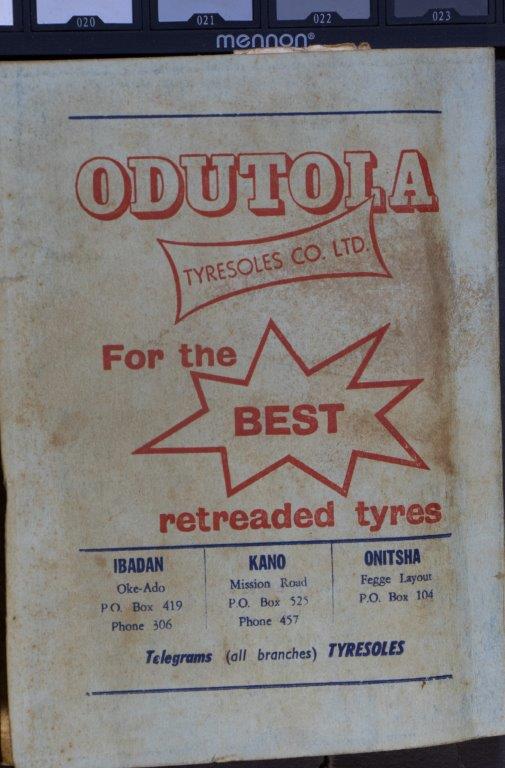 020 021 022 023
mennon®
ODUTOLA
TYRESOLES CO. LTD.
For the
BEST
retreaded tyres
IBADAN
Oke-Ado
P.O. Box 419
Phone 306
KANO
Mission Road
P.O. Box 525
Phone 457
ONITSHA
Fegge Layout
P.O. Box 104
Telegrams (all branches) TYRESOLES